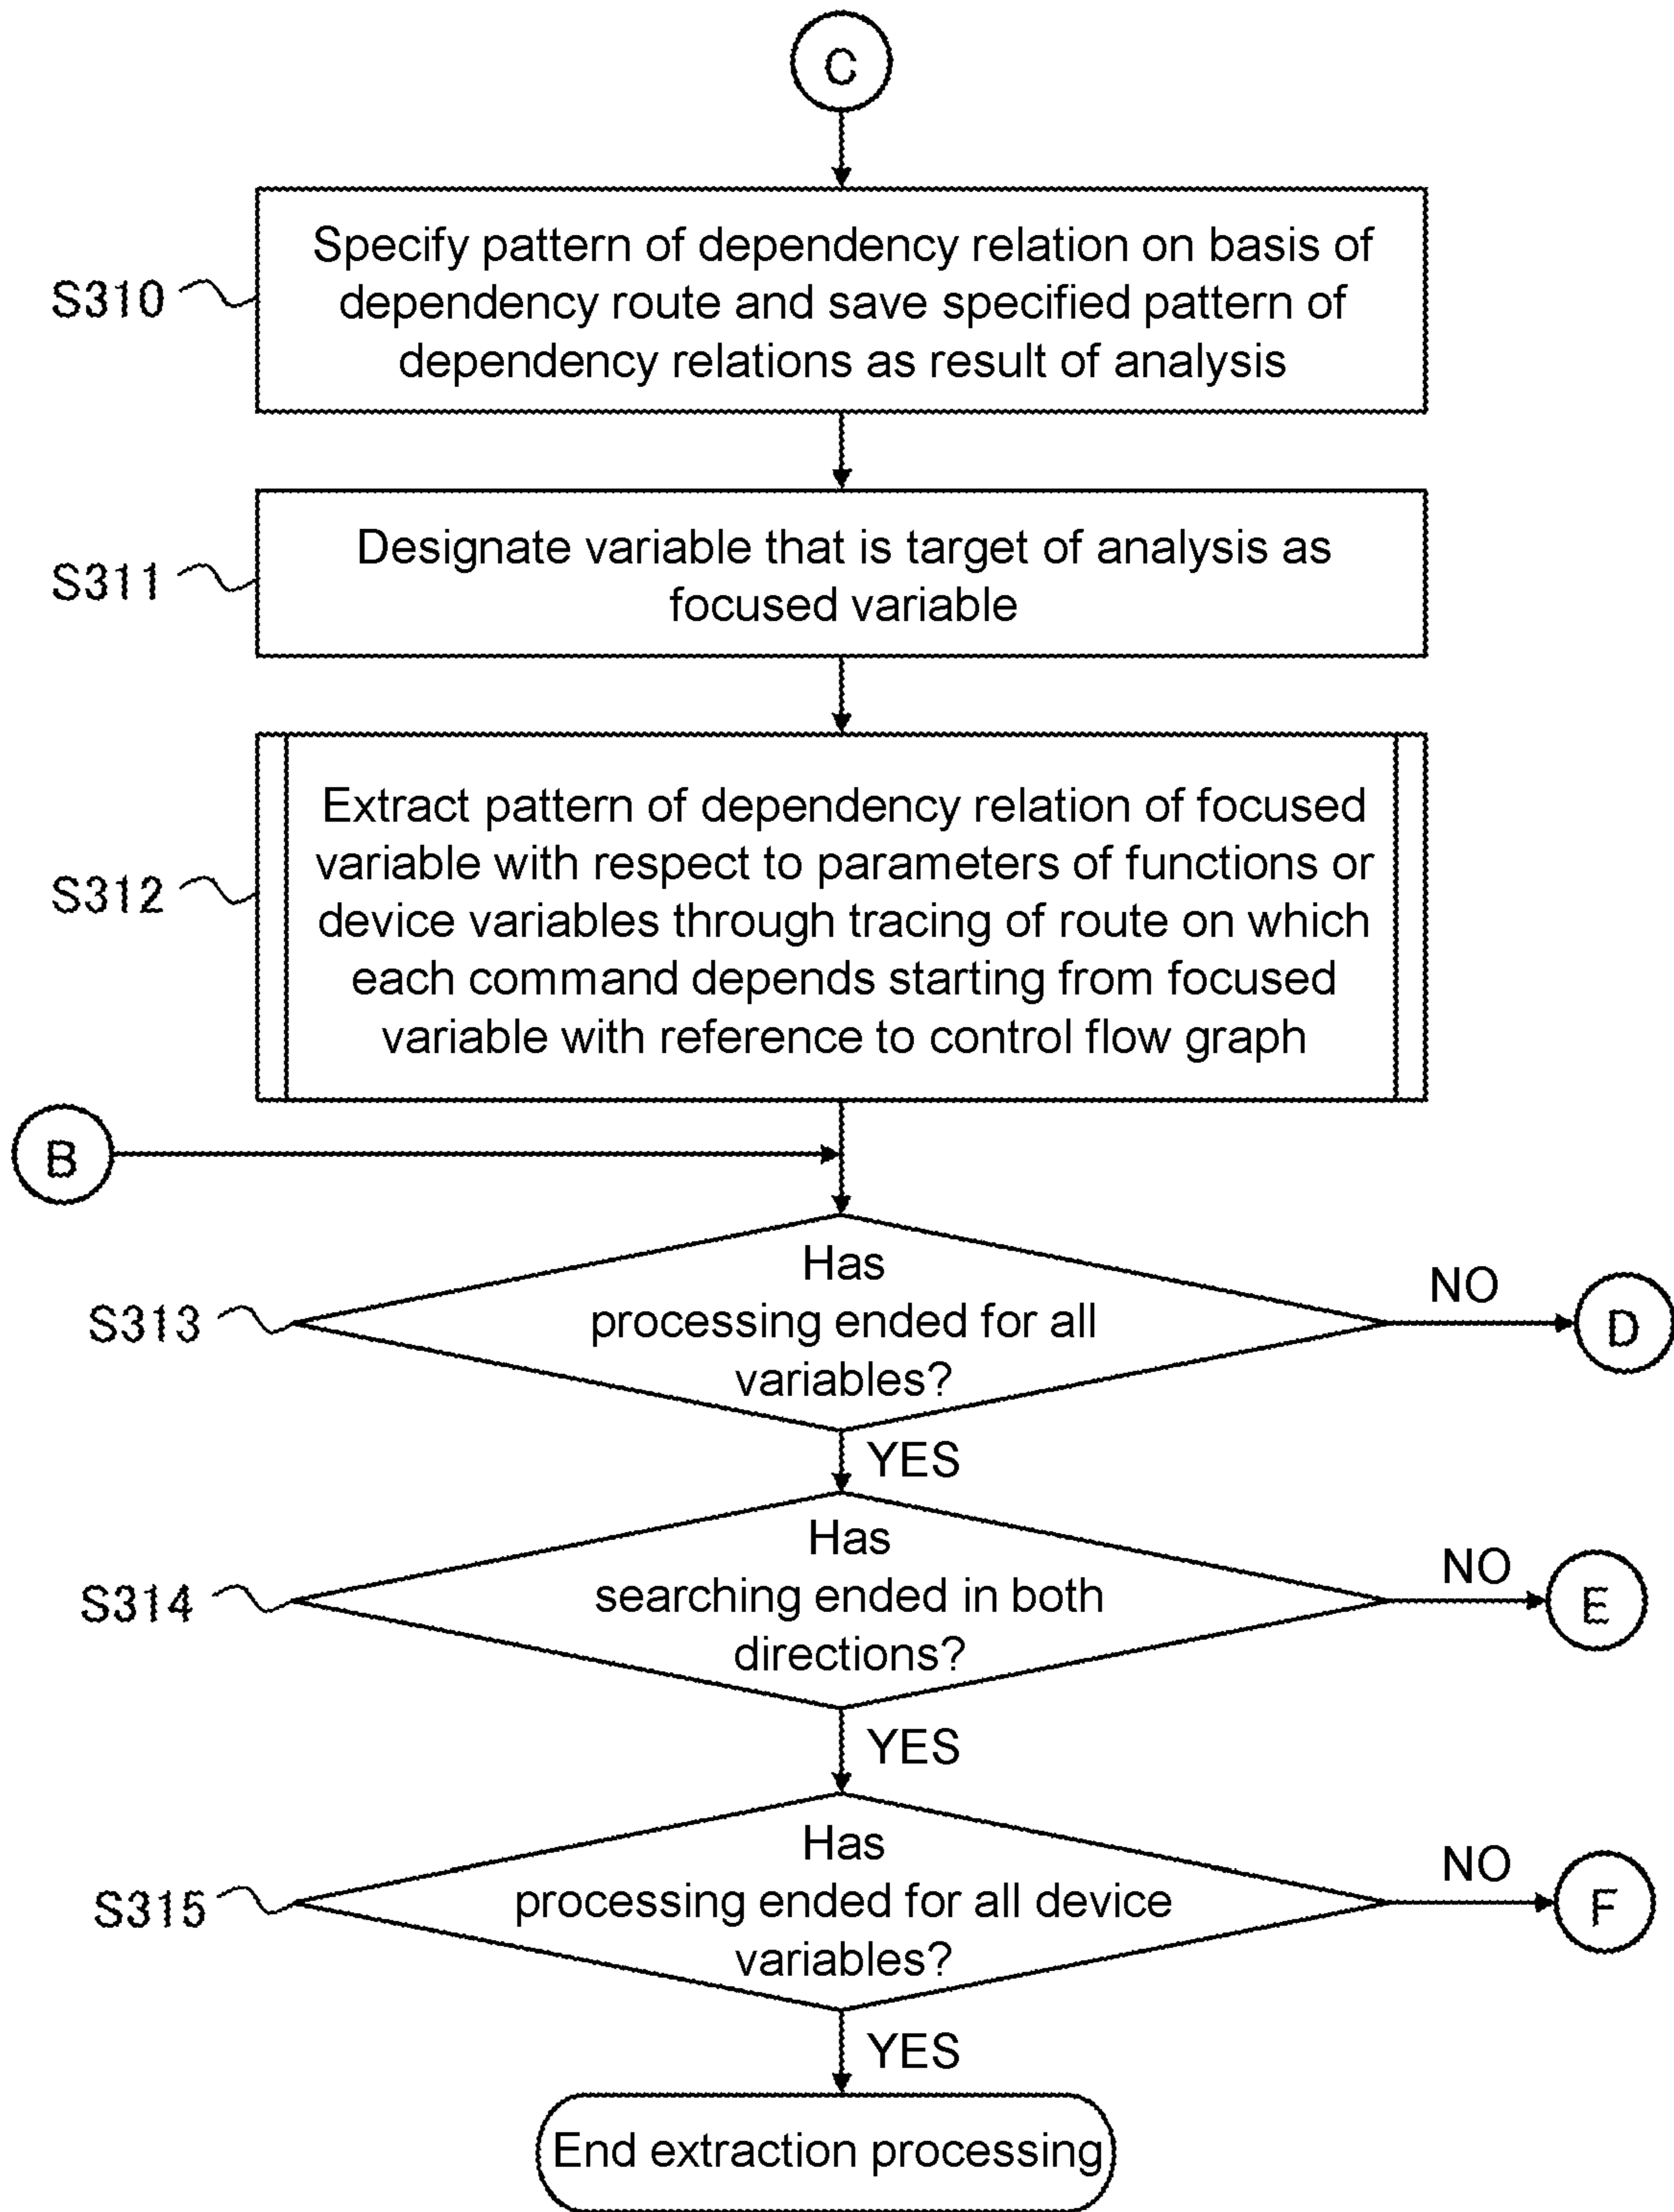 C
S310
Specify pattern of dependency relation on basis of
dependency route and save specified pattern of
dependency relations as result of analysis
S311
Designate variable that is target of analysis as
focused variable
S312
Extract pattern of dependency relation of focused
variable with respect to parameters of functions or
device variables through tracing of route on which
each command depends starting from focused
variable with reference to control flow graph
B
S313
Has
processing ended for all
variables?
NO
D
YES
S314
Has
searching ended in both
directions?
NO
E
YES
S315
Has
processing ended for all device
variables?
NO
F
YES
End extraction processing